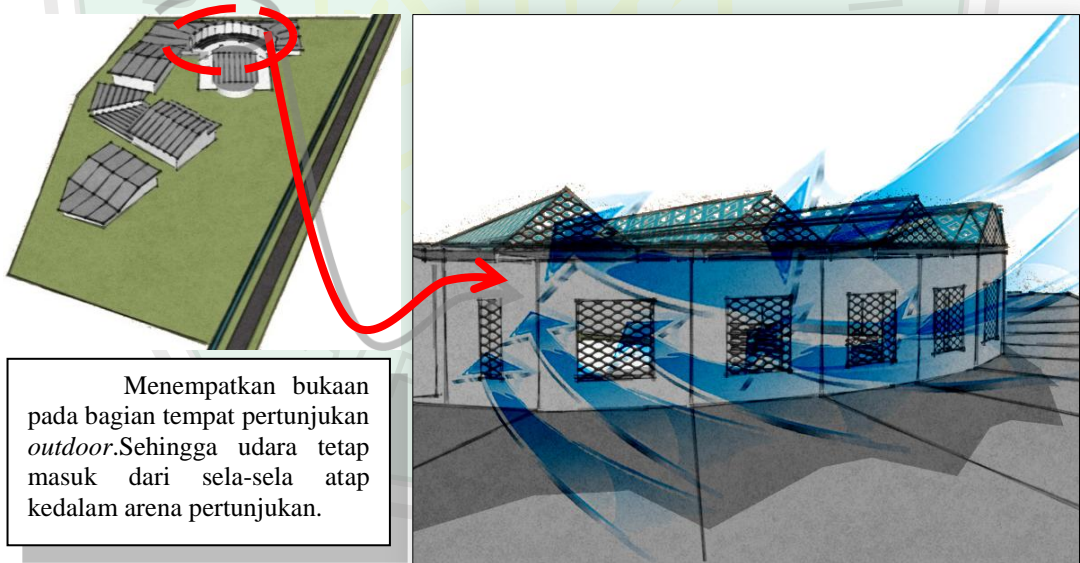 Menempatkan bukaan
pada bagian tempat pertunjukan
outdoor.Sehingga udara tetap
masuk dari sela-sela atap
kedalam arena pertunjukan.